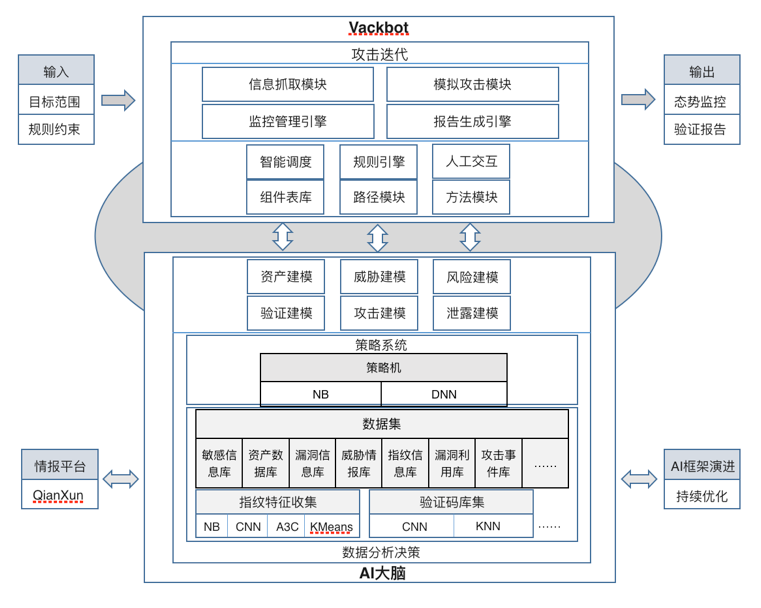 Vackbot
攻击迭代
输入
目标范围
规则约束
信息抓取模块
模拟攻击模块
监控管理引擎
报告生成引擎
输出
态势监控
验证报告
智能调度
规则引擎
人工交互
组件表库
路径模块
方法模块
资产建模
威胁建模
风险建模
验证建模
攻击建模
泄露建模
策略系统
策略机
NB
DNN
数据集
敏感信
息库
资产数
据库
漏洞信
息库
威胁情
报库
指纹信
息库
漏洞利
用库
攻击事
件库
......
情报平台
QianXun
AI框架演进
持续优化
指纹特征收集
NB
CNN
A3C
KMeans
验证码库集
CNN
KNN
......
数据分析决策
AI大脑